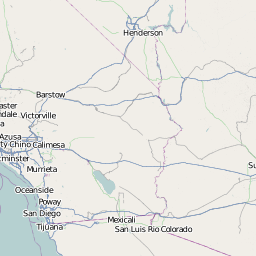 Henderson
Barstow
Victorville
Azusa
Chino Calimesa
Murrieta
Oceanside
Poway
San Diego
Tijuana
Mexicali
San Luis Rio Colorado